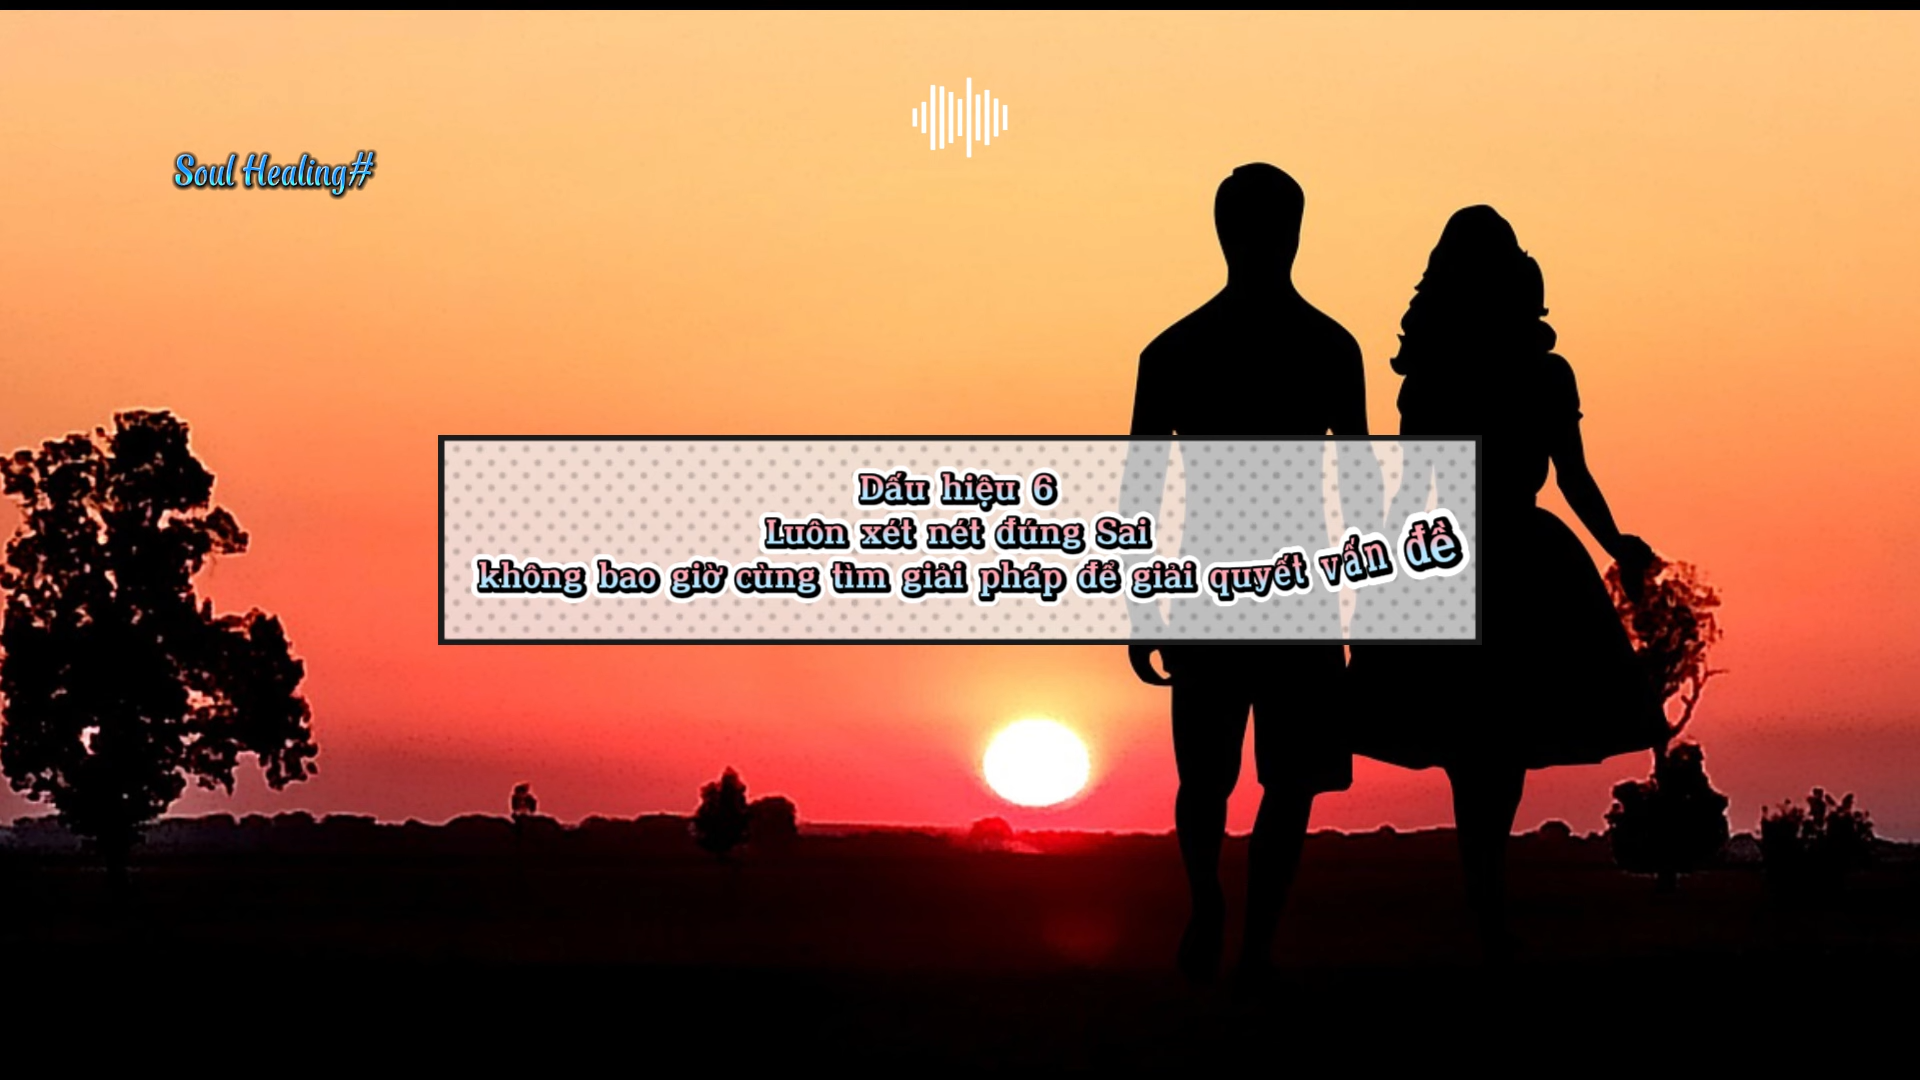 Soul Healing#
Dấu hiệu 6
Luôn xét nét đúng Sai
không bao giờ cùng tìm giải pháp để giải quyết vấn đề